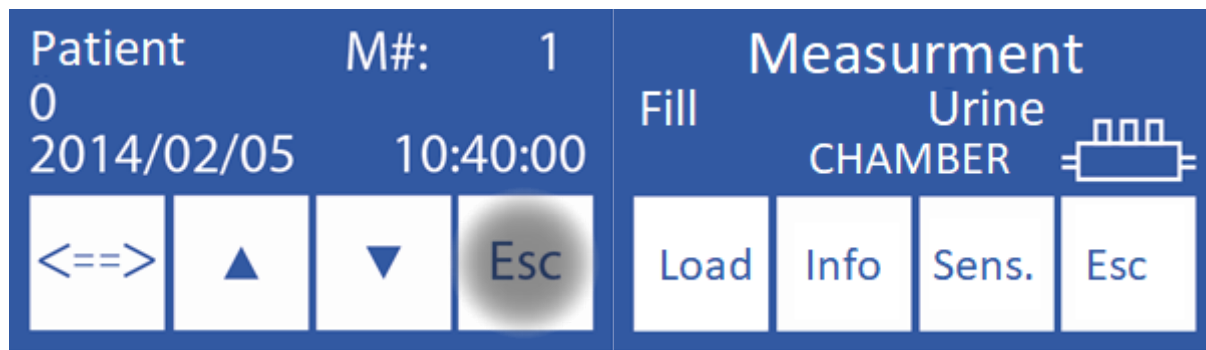 Patient M#: 1
0
2014/02/05 10:40:00
<==> ▲ ▼ Esc
Measurment
Fill Urine
CHAMBER
Load Info Sens. Esc